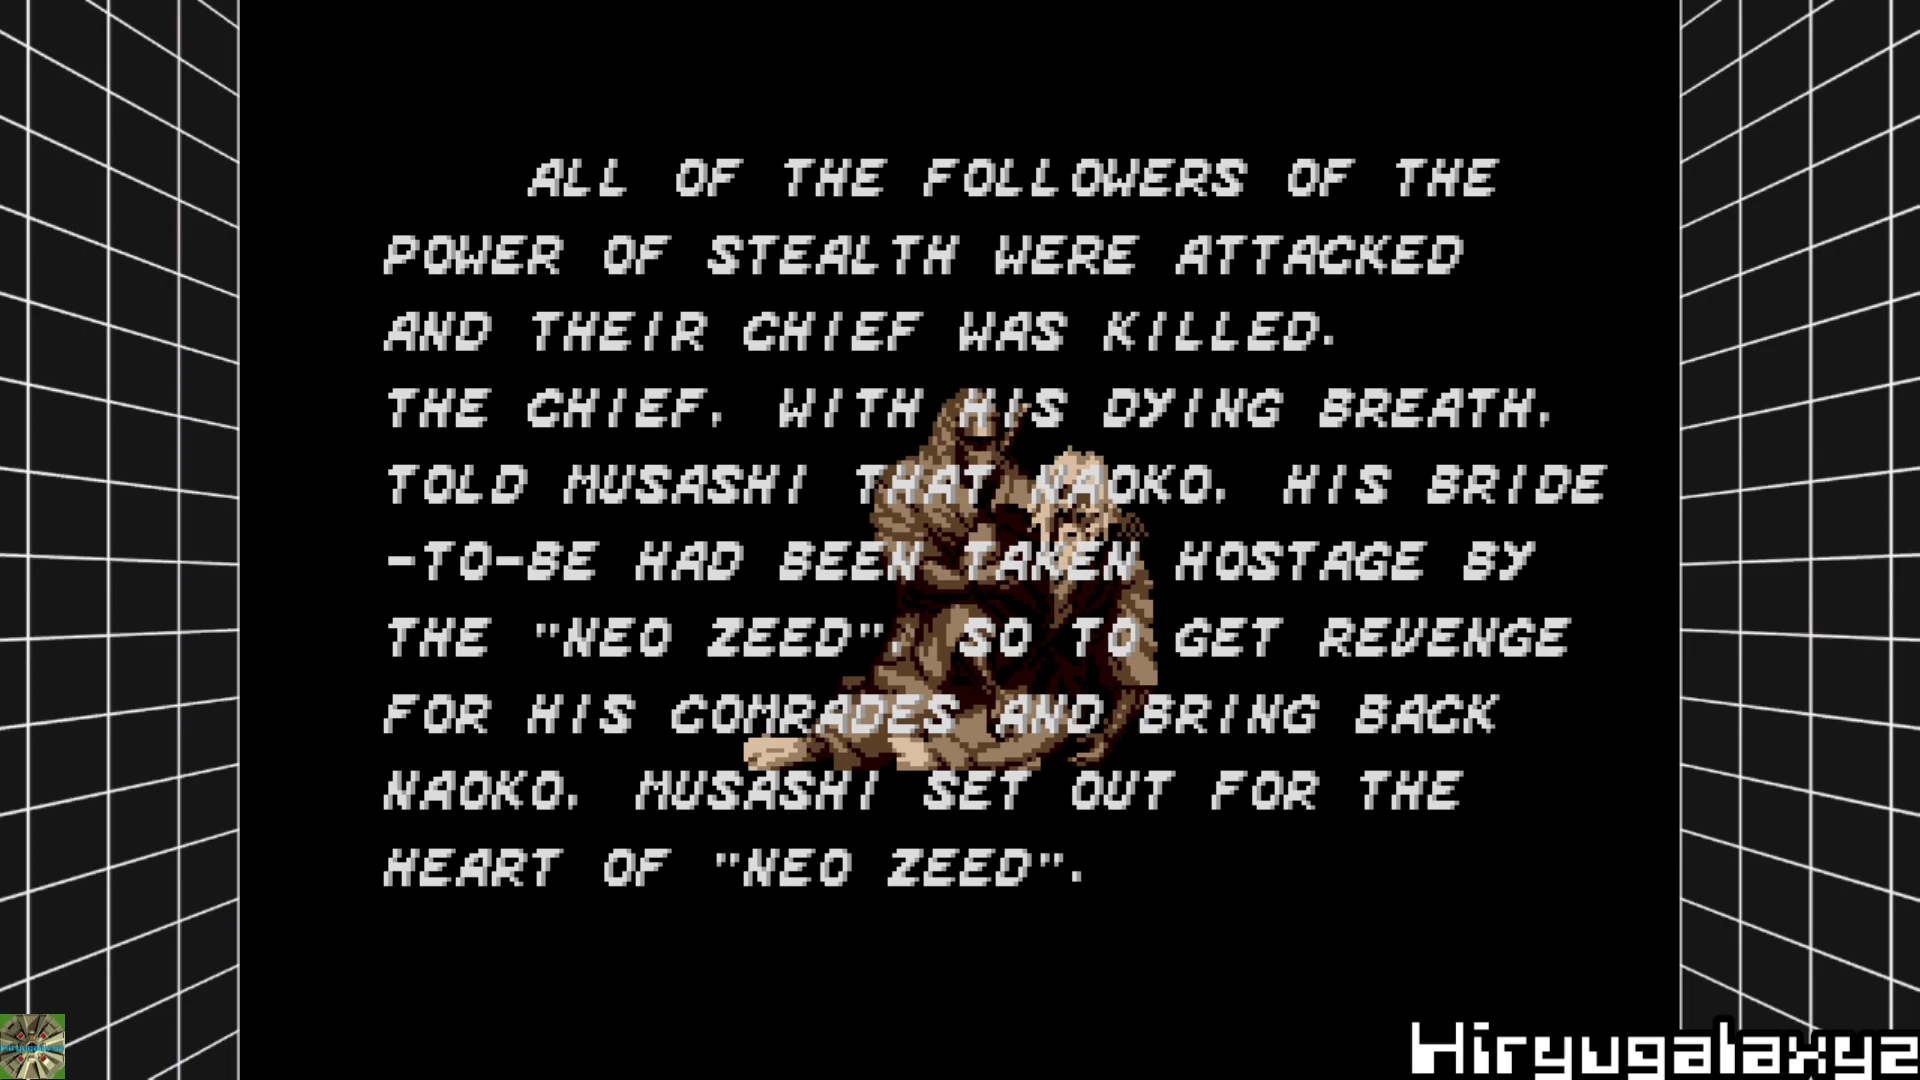 ALL OF THE FOLLOWERS OF THE
POWER OF STEALTH WERE ATTACKED
AND THEIR CHIEF WAS KILLED.
THE CHIEF, WITH HIS DYING BREATH,
TOLD MUSASHI THAT NAOKO, HIS BRIDE
-TO-BE HAD BEEN TAKEN HOSTAGE BY
THE "NEO ZEED". SO TO GET REVENGE
FOR HIS COMRADES AND BRING BACK
NAOKO, MUSASHI SET OUT FOR THE
HEART OF "NEO ZEED".
Hiryugalaxyz